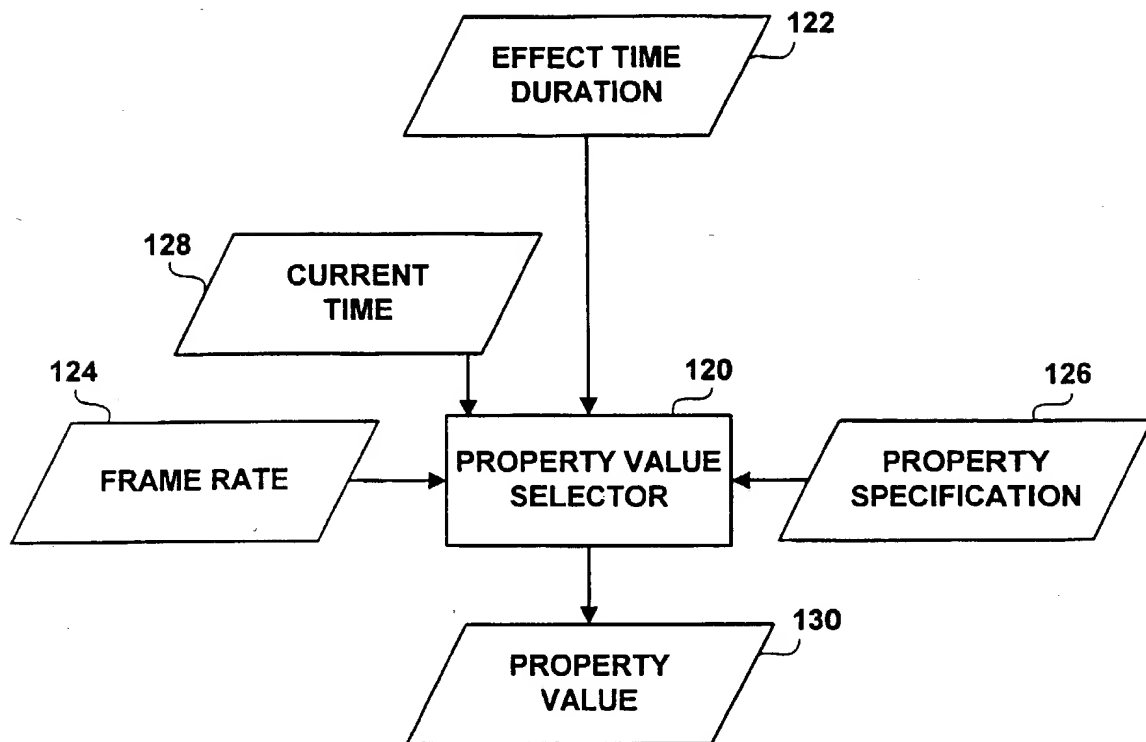 122
EFFECT TIME
DURATION
128
CURRENT
TIME
124
FRAME RATE
120
PROPERTY VALUE
SELECTOR
126
PROPERTY
SPECIFICATION
130
PROPERTY
VALUE